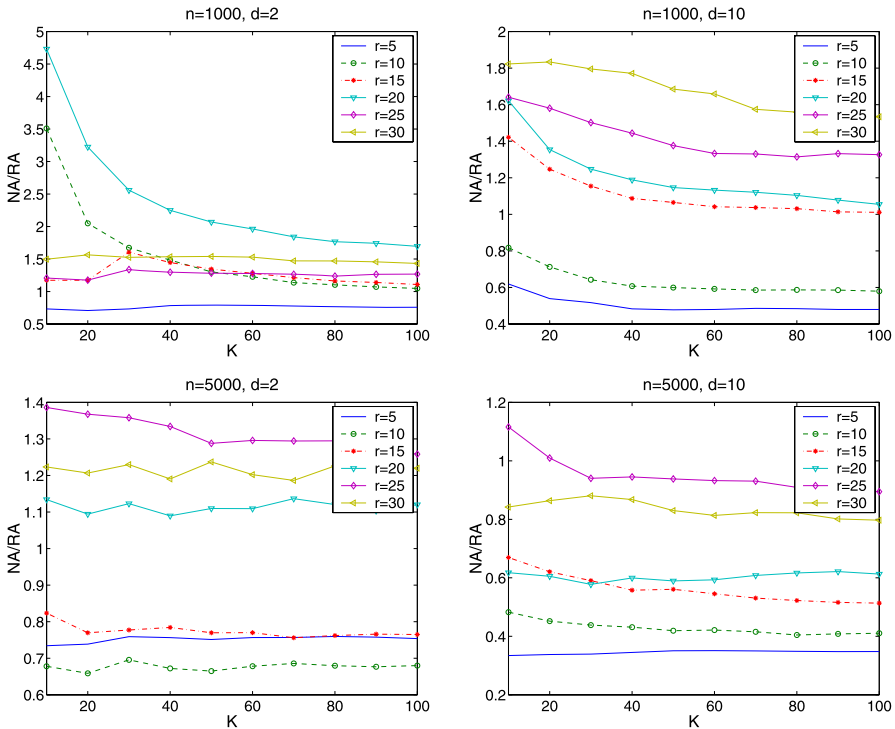 n=1000, d=2
5
4.5
4
3.5
3
2.5
2
1.5
1
0.5
NA/RA
20
40
60
80
100
K
r=5
r=10
r=15
r=20
r=25
r=30
n=1000, d=10
2
1.8
1.6
1.4
1.2
1
0.8
0.6
0.4
NA/RA
20
40
60
80
100
K
r=5
r=10
r=15
r=20
r=25
r=30
n=5000, d=2
1.4
1.3
1.2
1.1
1
0.9
0.8
0.7
0.6
NA/RA
20
40
60
80
100
K
r=5
r=10
r=15
r=20
r=25
r=30
n=5000, d=10
1.2
1
0.8
0.6
0.4
0.2
NA/RA
20
40
60
80
100
K
r=5
r=10
r=15
r=20
r=25
r=30